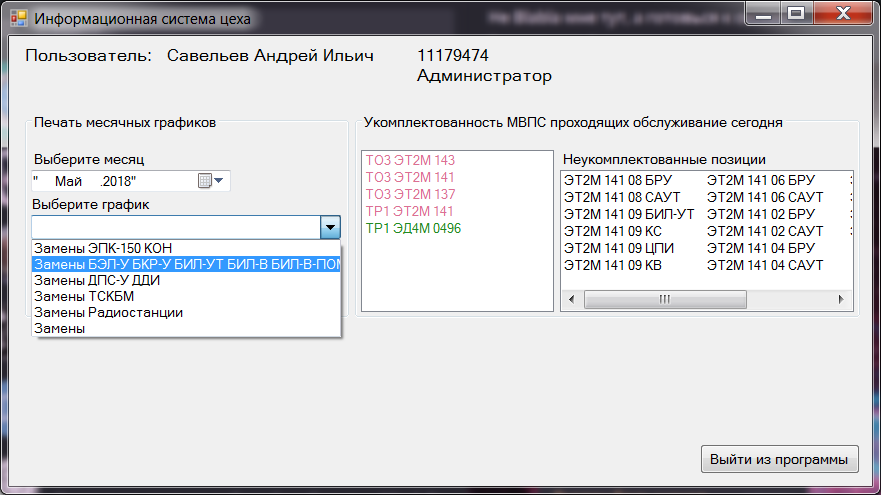 Информационная система цеха
Пользователь: Савельев Андрей Ильич 11179474
Администратор
Печать месячных графиков
Выберите месяц
" Май .2018"
Выберите график
Замены ЭПК-150 КОН
Замены БЭЛ-У БКР-У БИЛ-УТ БИЛ-В БИЛ-В-ПОМ
Замены ДПС-У ДДИ
Замены ТСКБМ
Замены Радиостанции
Замены
Укомплектованность МВПС проходящих обслуживание сегодня
ТО3 ЭТ2М 143
ТО3 ЭТ2М 141
ТО3 ЭТ2М 137
ТР1 ЭТ2М 141
ТР1 ЭД4М 0496
Неукомплектованные позиции
ЭТ2М 141 08 БРУ ЭТ2М 141 06 БРУ
ЭТ2М 141 08 САУТ ЭТ2М 141 06 САУТ
ЭТ2М 141 09 БИЛ-УТ ЭТ2М 141 02 БРУ
ЭТ2М 141 09 КС ЭТ2М 141 02 САУТ
ЭТ2М 141 09 ЦПИ ЭТ2М 141 04 БРУ
ЭТ2М 141 09 КВ ЭТ2М 141 04 САУТ
Выйти из программы